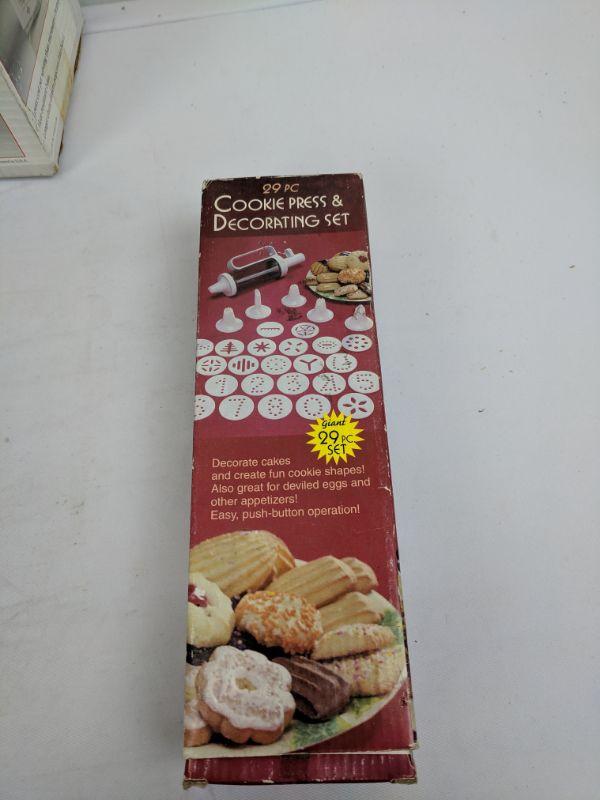 29 PC
COOKIE PRESS &
DECORATING SET
Giant
29 PC.
SET
Decorate cakes
and create fun cookie shapes!
Also great for deviled eggs and
other appetizers!
Easy, push-button operation!